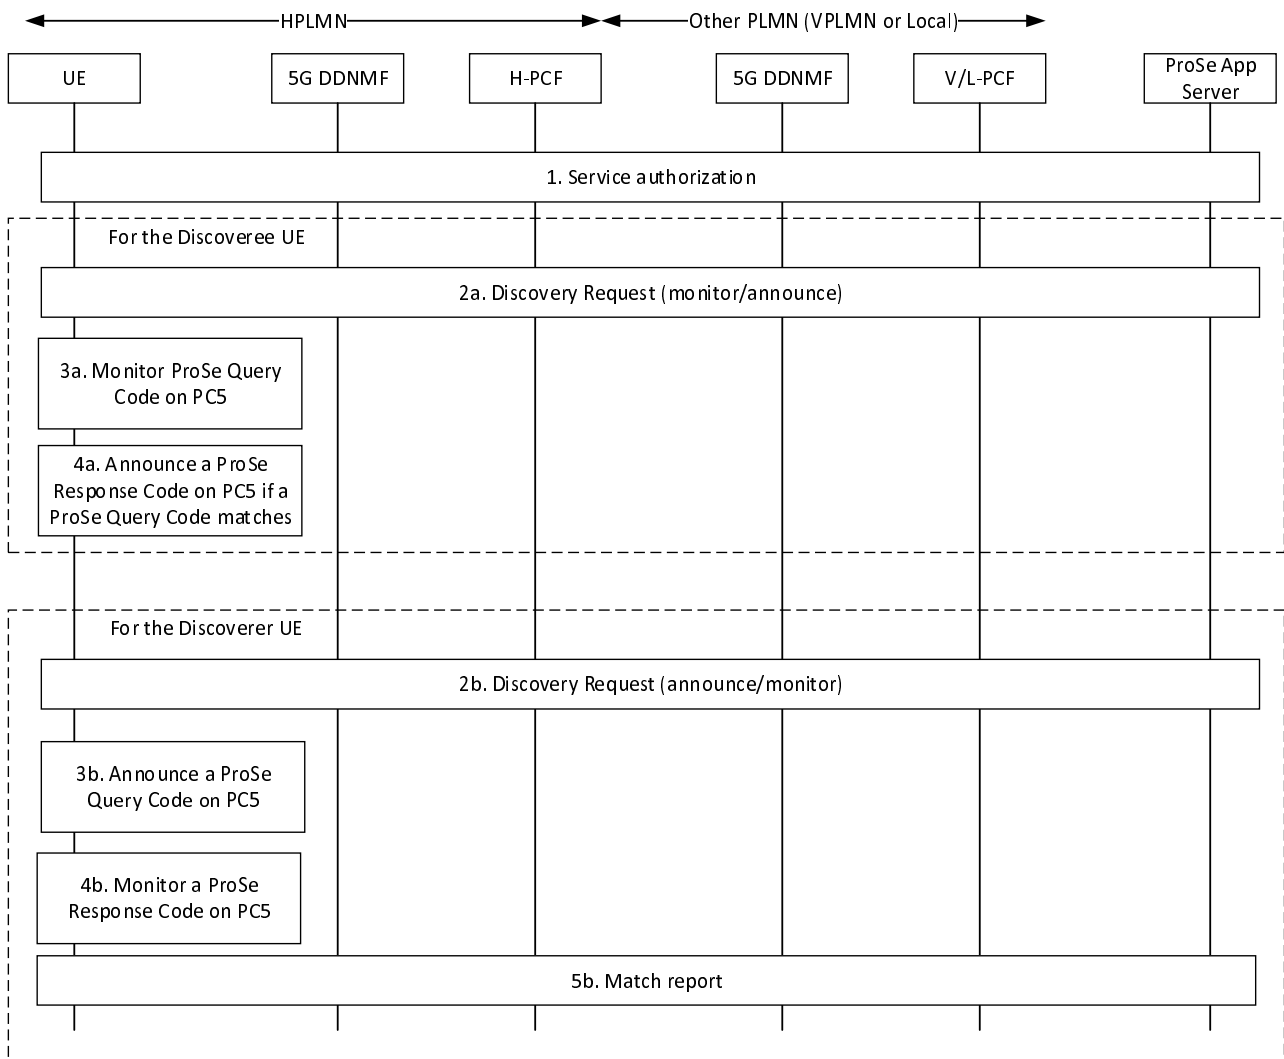 HPLMN
Other PLMN (VPLMN or Local)
UE
5G DDNMF
H-PCF
5G DDNMF
V/L-PCF
ProSe App
Server
1. Service authorization
For the Discoveree UE
2a. Discovery Request (monitor/announce)
3a. Monitor ProSe Query
Code on PC5
4a. Announce a ProSe
Response Code on PC5 if a
ProSe Query Code matches
For the Discoverer UE
2b. Discovery Request (announce/monitor)
3b. Announce a ProSe
Query Code on PC5
4b. Monitor a ProSe
Response Code on PC5
5b. Match report